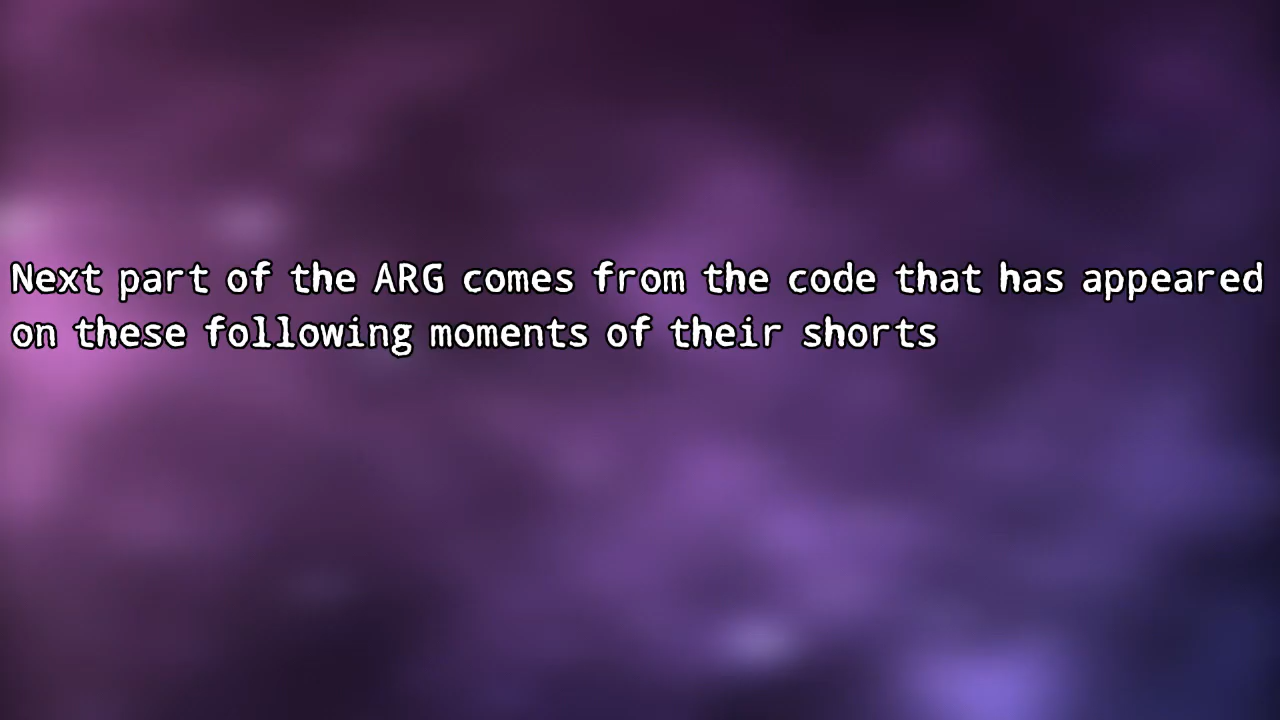 Next part of the ARG comes from the code that has appeared
on these following moments of their shorts